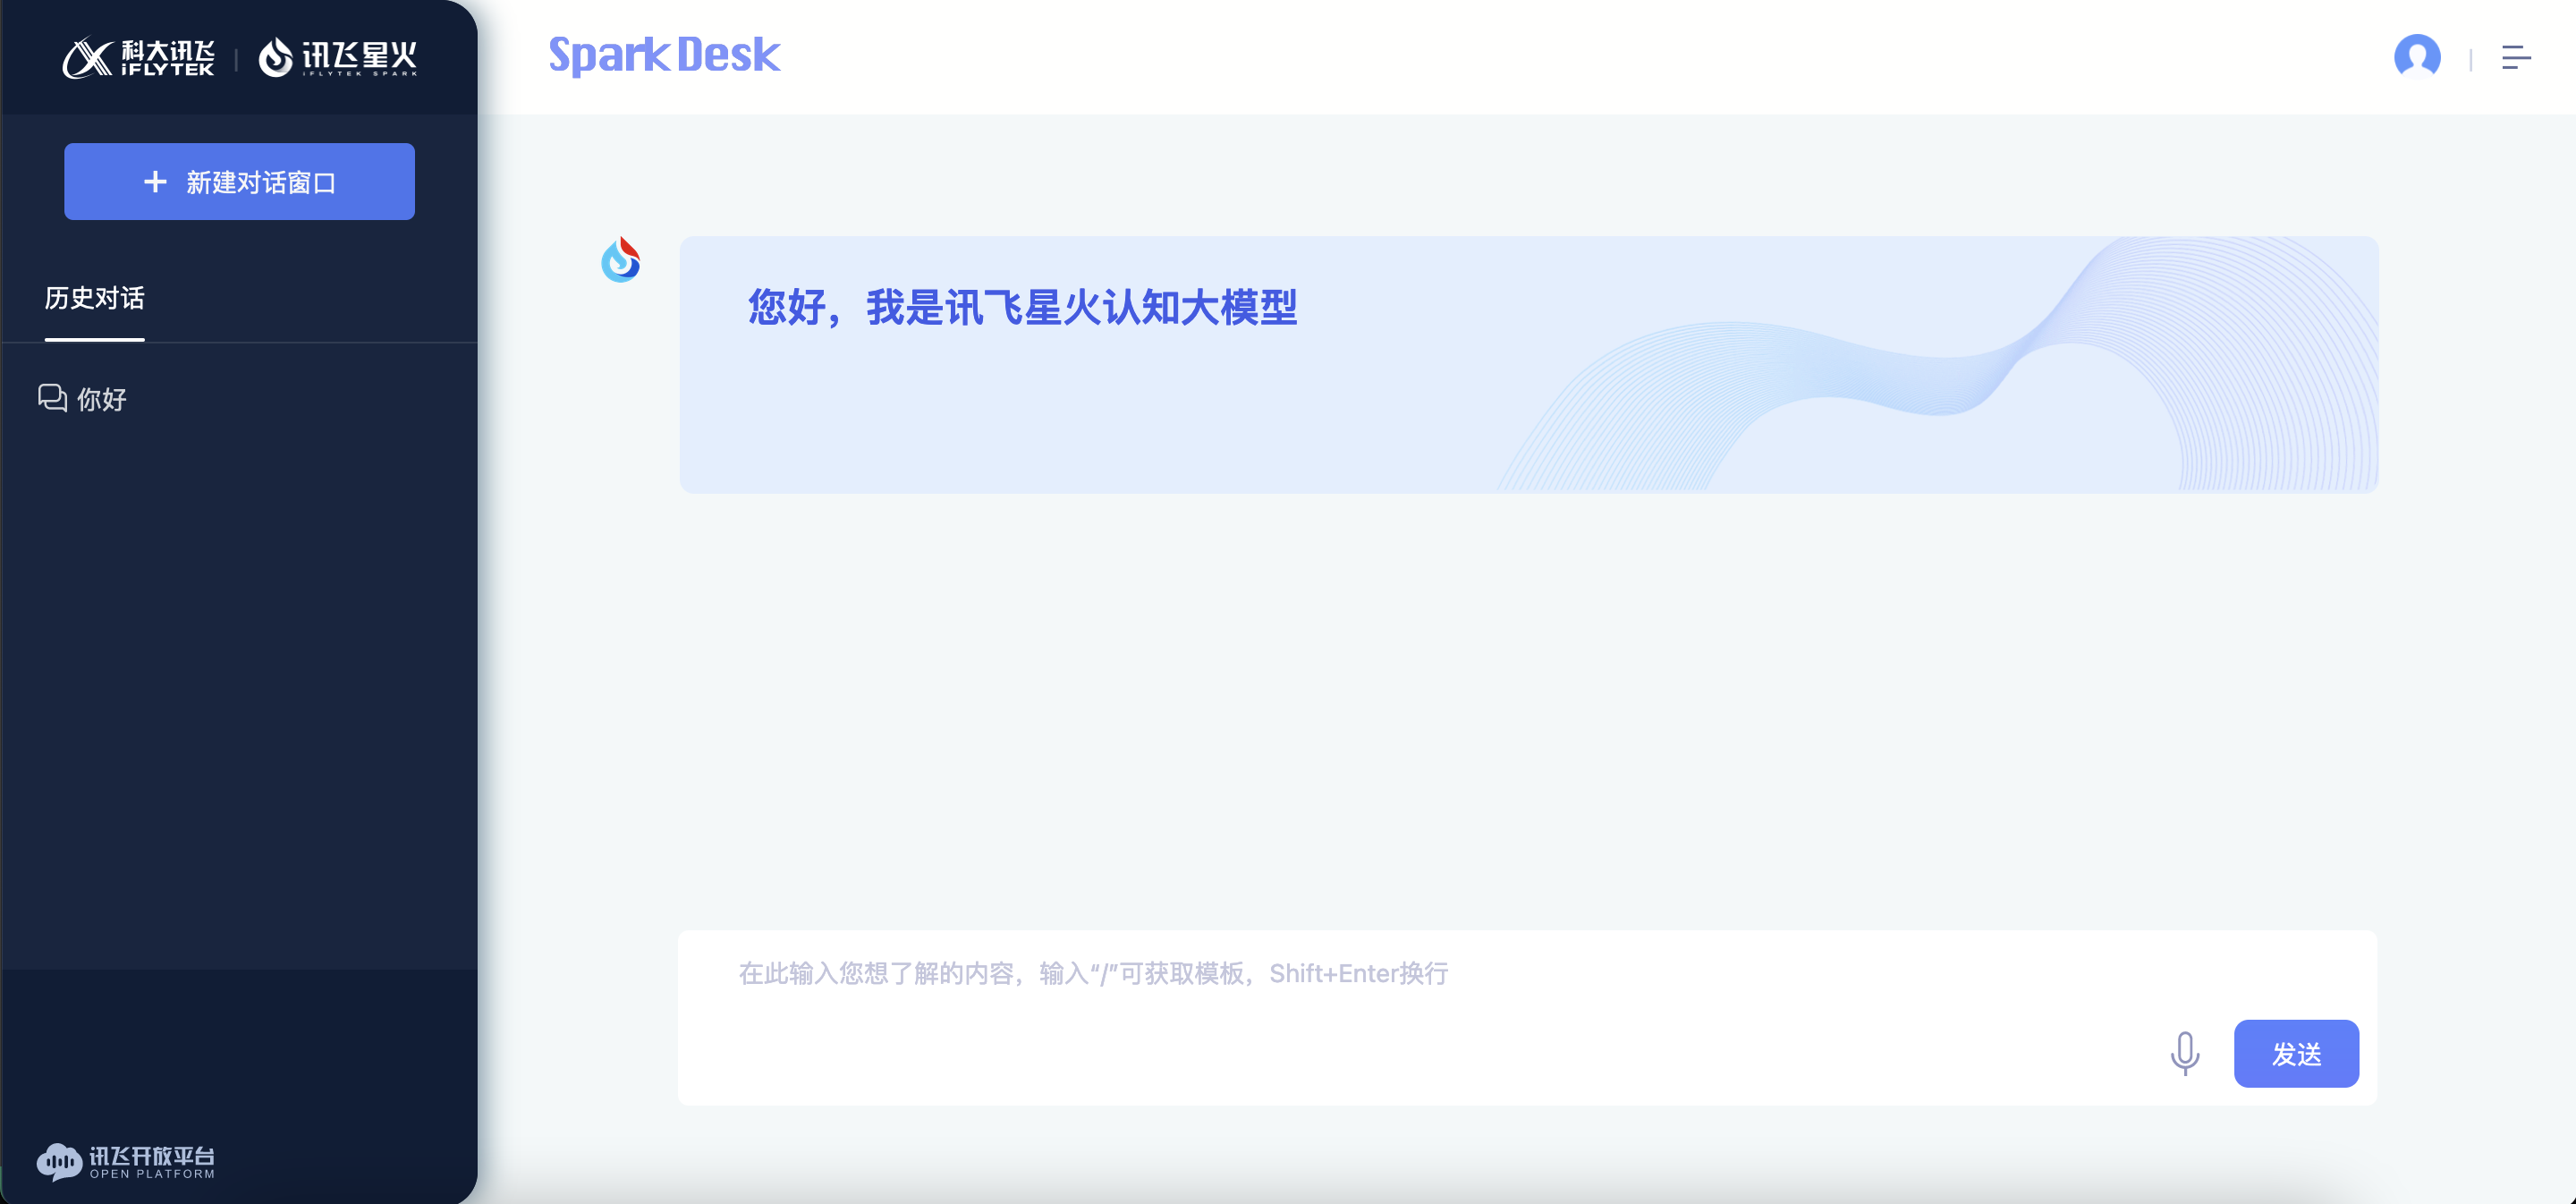 科大讯飞
iFLYTEK
讯飞星火
iFLYTEK SPARK
SparkDesk
新建对话窗口
历史对话
你好
您好，我是讯飞星火认知大模型
在此输入您想了解的内容，输入“/”可获取模板，Shift+Enter换行
发送
讯飞开放平台
OPEN PLATFORM